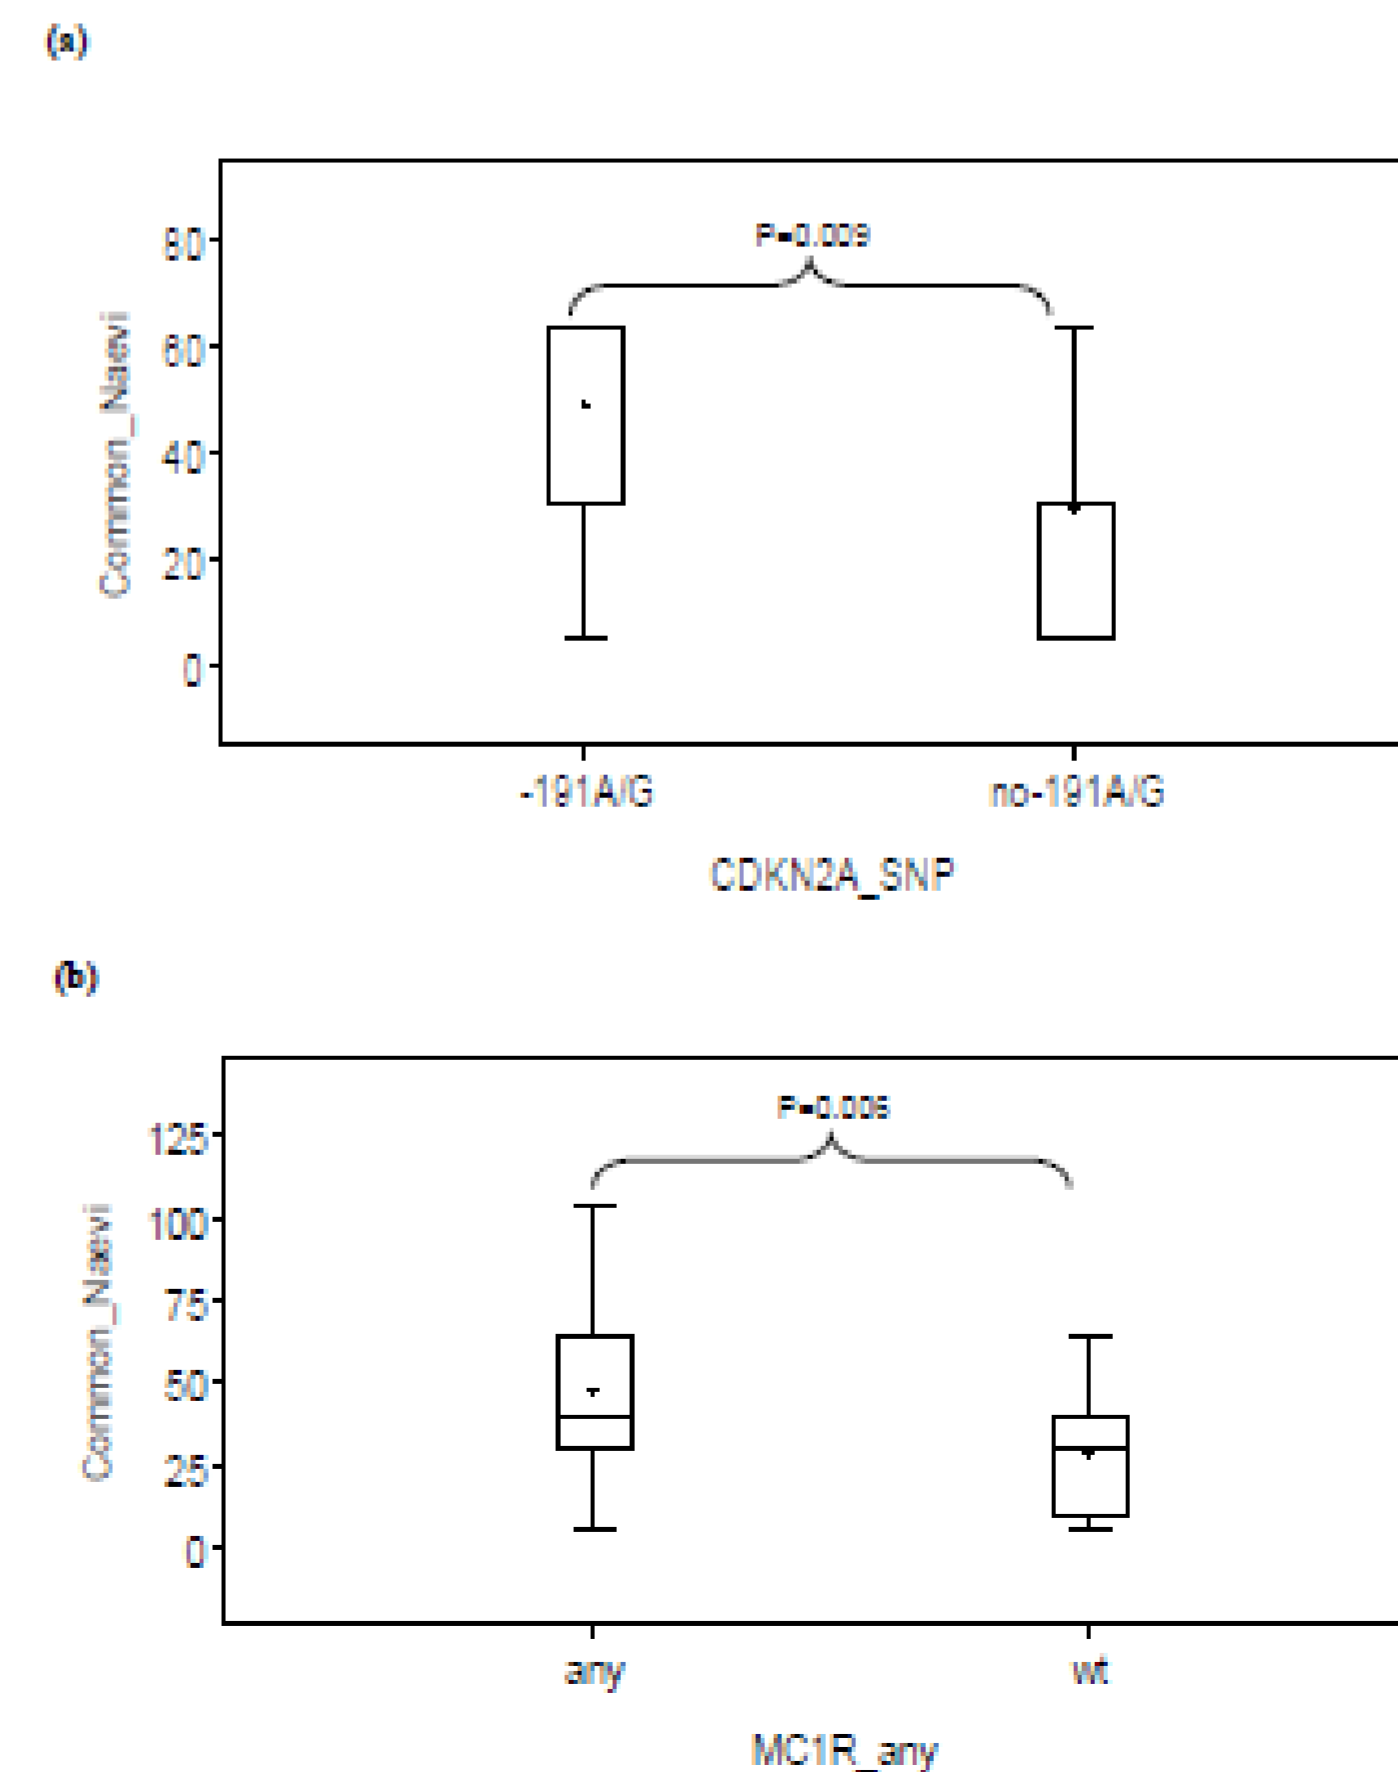 (a)
P=0.009
80
60
40
20
0
Common_Naevi
-191A/G no-191A/G
CDKN2A_SNP
(b)
P=0.006
125
100
75
50
25
0
Common_Naevi
any wt
MC1R_any